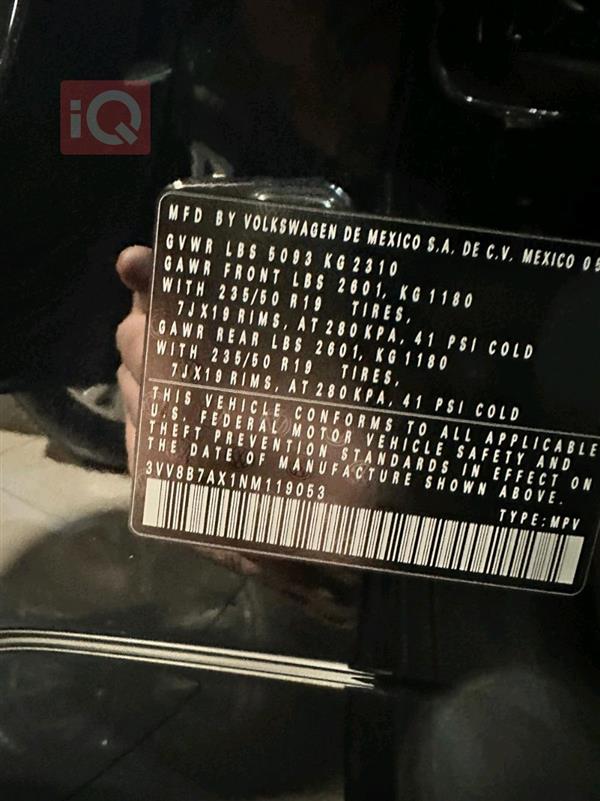 iQ
MFD BY VOLKSWAGEN DE MEXICO S.A. DE C.V. MEXICO 05
GVWR LBS 5093 KG 2310
GAWR FRONT LBS 2601, KG 1180
WITH 235/50 R19 TIRES,
7JX19 RIMS, AT 280 KPA, 41 PSI COLD
GAWR REAR LBS 2601, KG 1180
WITH 235/50 R19 TIRES,
7JX19 RIMS, AT 280 KPA, 41 PSI COLD
THIS VEHICLE CONFORMS TO ALL APPLICABLE
U.S. FEDERAL MOTOR VEHICLE SAFETY AND
THEFT PREVENTION STANDARDS IN EFFECT ON
THE DATE OF MANUFACTURE SHOWN ABOVE.
3VV8B7AX1NM119053
TYPE: MPV